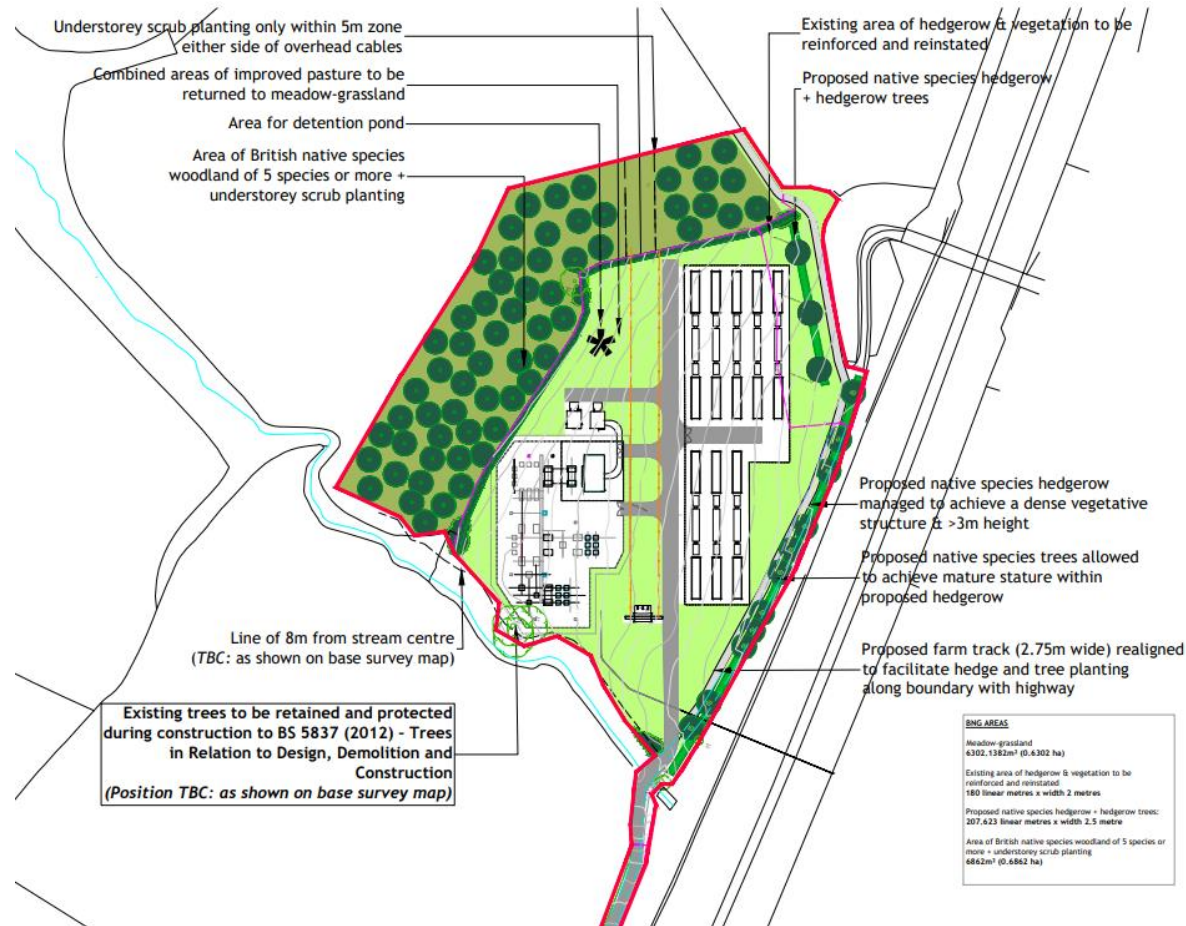 Understorey scrub planting only within 5m zone
either side of overhead cables
Combined areas of improved pasture to be
returned to meadow-grassland
Area for detention pond
Area of British native species
woodland of 5 species or more +
understorey scrub planting
Existing area of hedgerow & vegetation to be
reinforced and reinstated
Proposed native species hedgerow
+ hedgerow trees
Proposed native species hedgerow
managed to achieve a dense vegetative
structure & >3m height
Proposed native species trees allowed
to achieve mature stature within
proposed hedgerow
Proposed farm track (2.75m wide) realigned
to facilitate hedge and tree planting
along boundary with highway
Line of 8m from stream centre
(TBC: as shown on base survey map)
Existing trees to be retained and protected
during construction to BS 5837 (2012) - Trees
in Relation to Design, Demolition and
Construction
(Position TBC: as shown on base survey map)
BNG AREAS
Meadow-grassland
6302,1382m² (0.6302 ha)
Existing area of hedgerow & vegetation to be
reinforced and reinstated
180 linear metres x width 2 metres
Proposed native species hedgerow + hedgerow trees:
207,623 linear metres x width 2.5 metre
Area of British native species woodland of 5 species or
more + understorey scrub planting
6862m² (0.6862 ha)